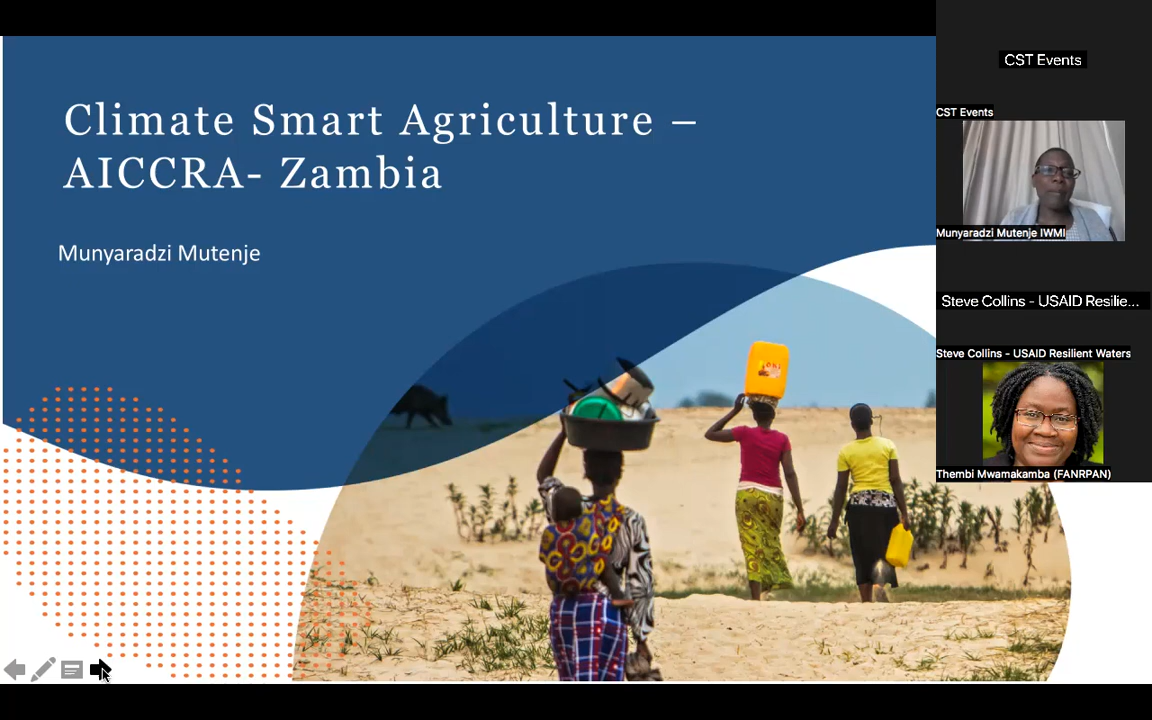 Climate Smart Agriculture –
AICCRA- Zambia
Munyaradzi Mutenje
CST Events
CST Events
Munyaradzi Mutenje IWMI
Steve Collins - USAID Resilie...
Steve Collins - USAID Resilient Waters
Thembi Mwamakamba (FANRPAN)